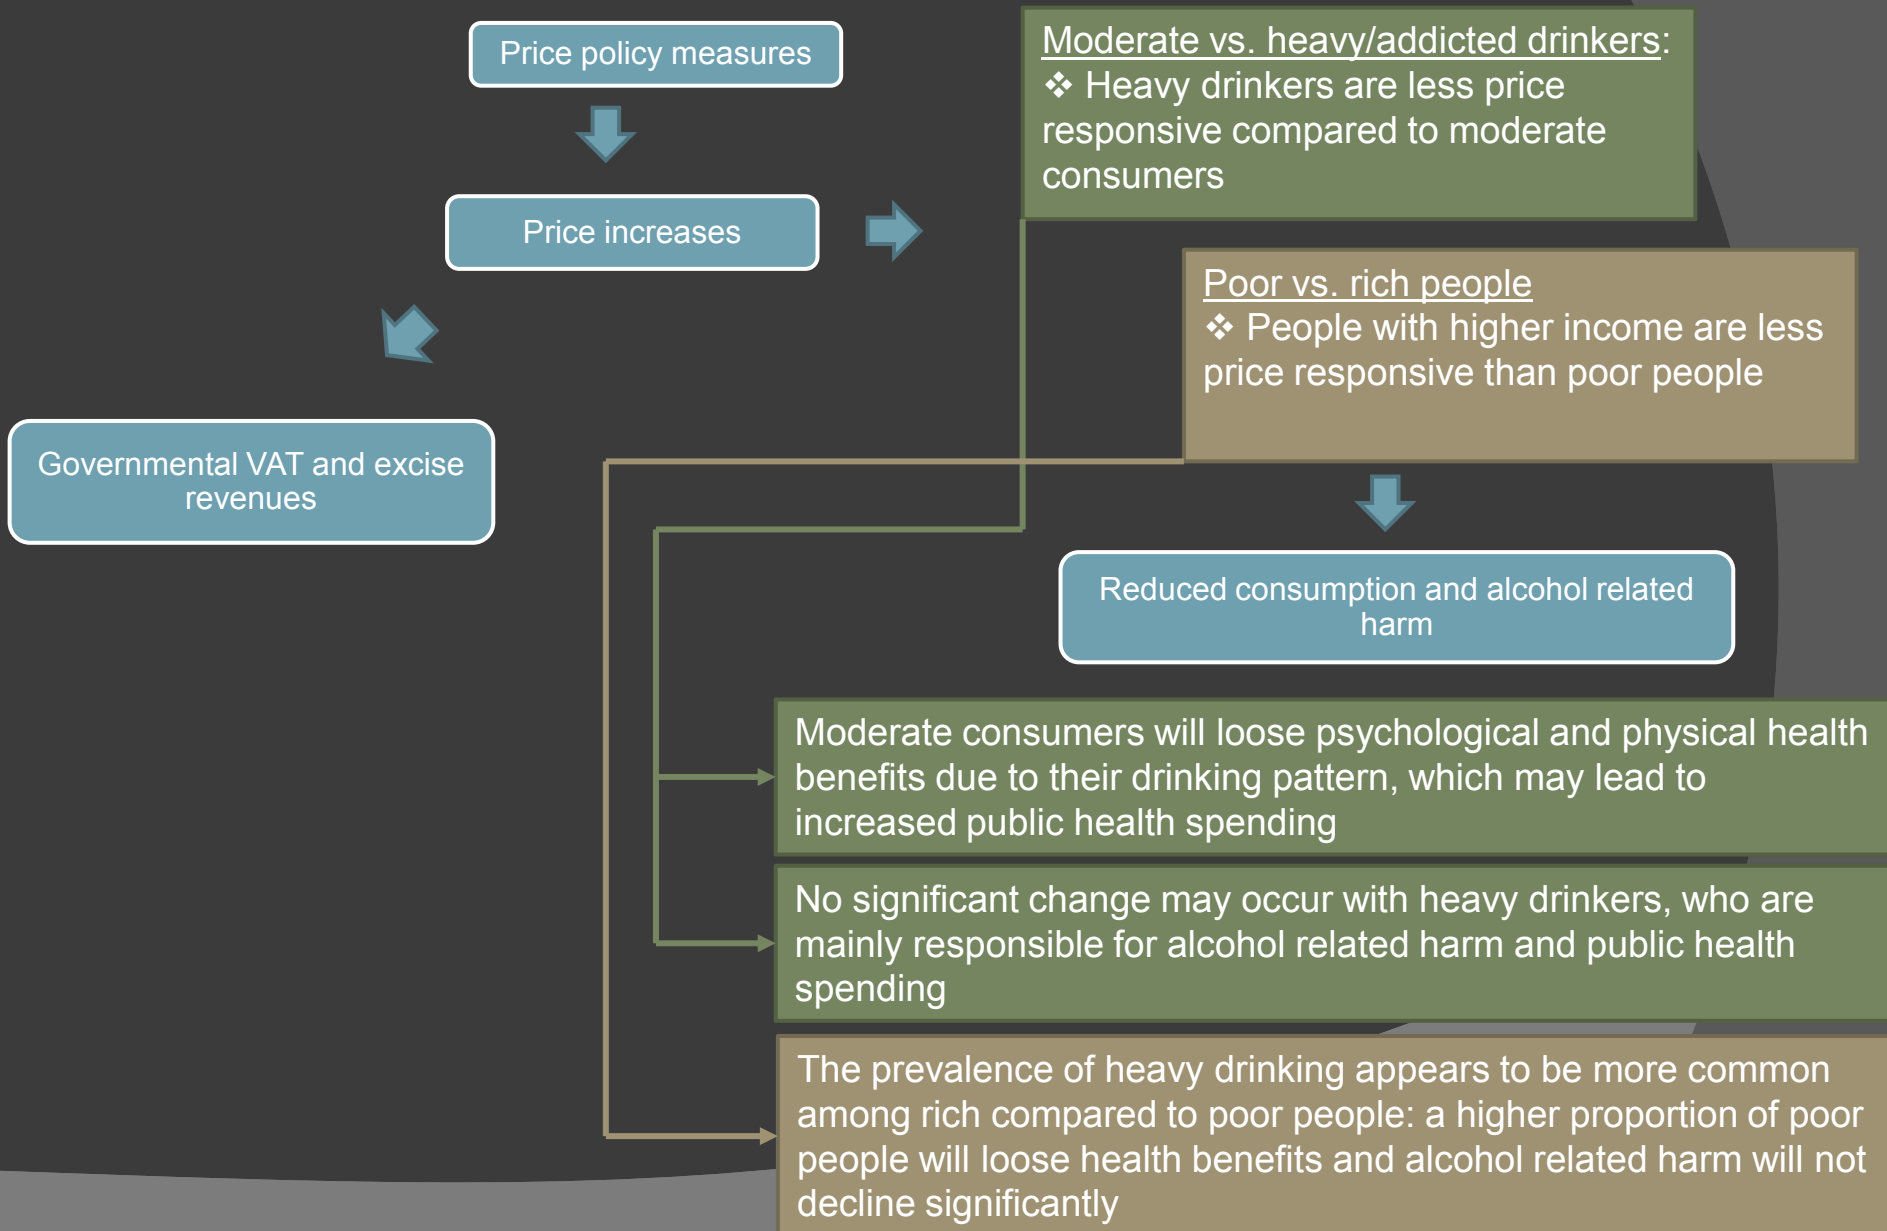 Price policy measures
Price increases
Moderate vs. heavy/addicted drinkers:
❖ Heavy drinkers are less price
responsive compared to moderate
consumers
Poor vs. rich people
❖ People with higher income are less
price responsive than poor people
Governmental VAT and excise
revenues
Reduced consumption and alcohol related
harm
Moderate consumers will loose psychological and physical health
benefits due to their drinking pattern, which may lead to
increased public health spending
No significant change may occur with heavy drinkers, who are
mainly responsible for alcohol related harm and public health
spending
The prevalence of heavy drinking appears to be more common
among rich compared to poor people: a higher proportion of poor
people will loose health benefits and alcohol related harm will not
decline significantly